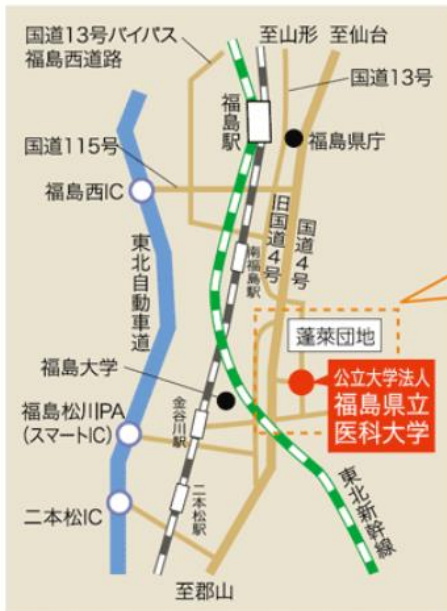 国道13号バイパス
福島西道路
至山形
至仙台
国道13号
福島駅
福島県庁
国道115号
福島西IC
旧国道4号
国道4号
南福島駅
東北自動車道
蓬莱団地
公立大学法人
福島県立
医科大学
福島大学
金谷川駅
福島松川PA
(スマートIC)
二本松IC
二本松駅
東北新幹線
至郡山